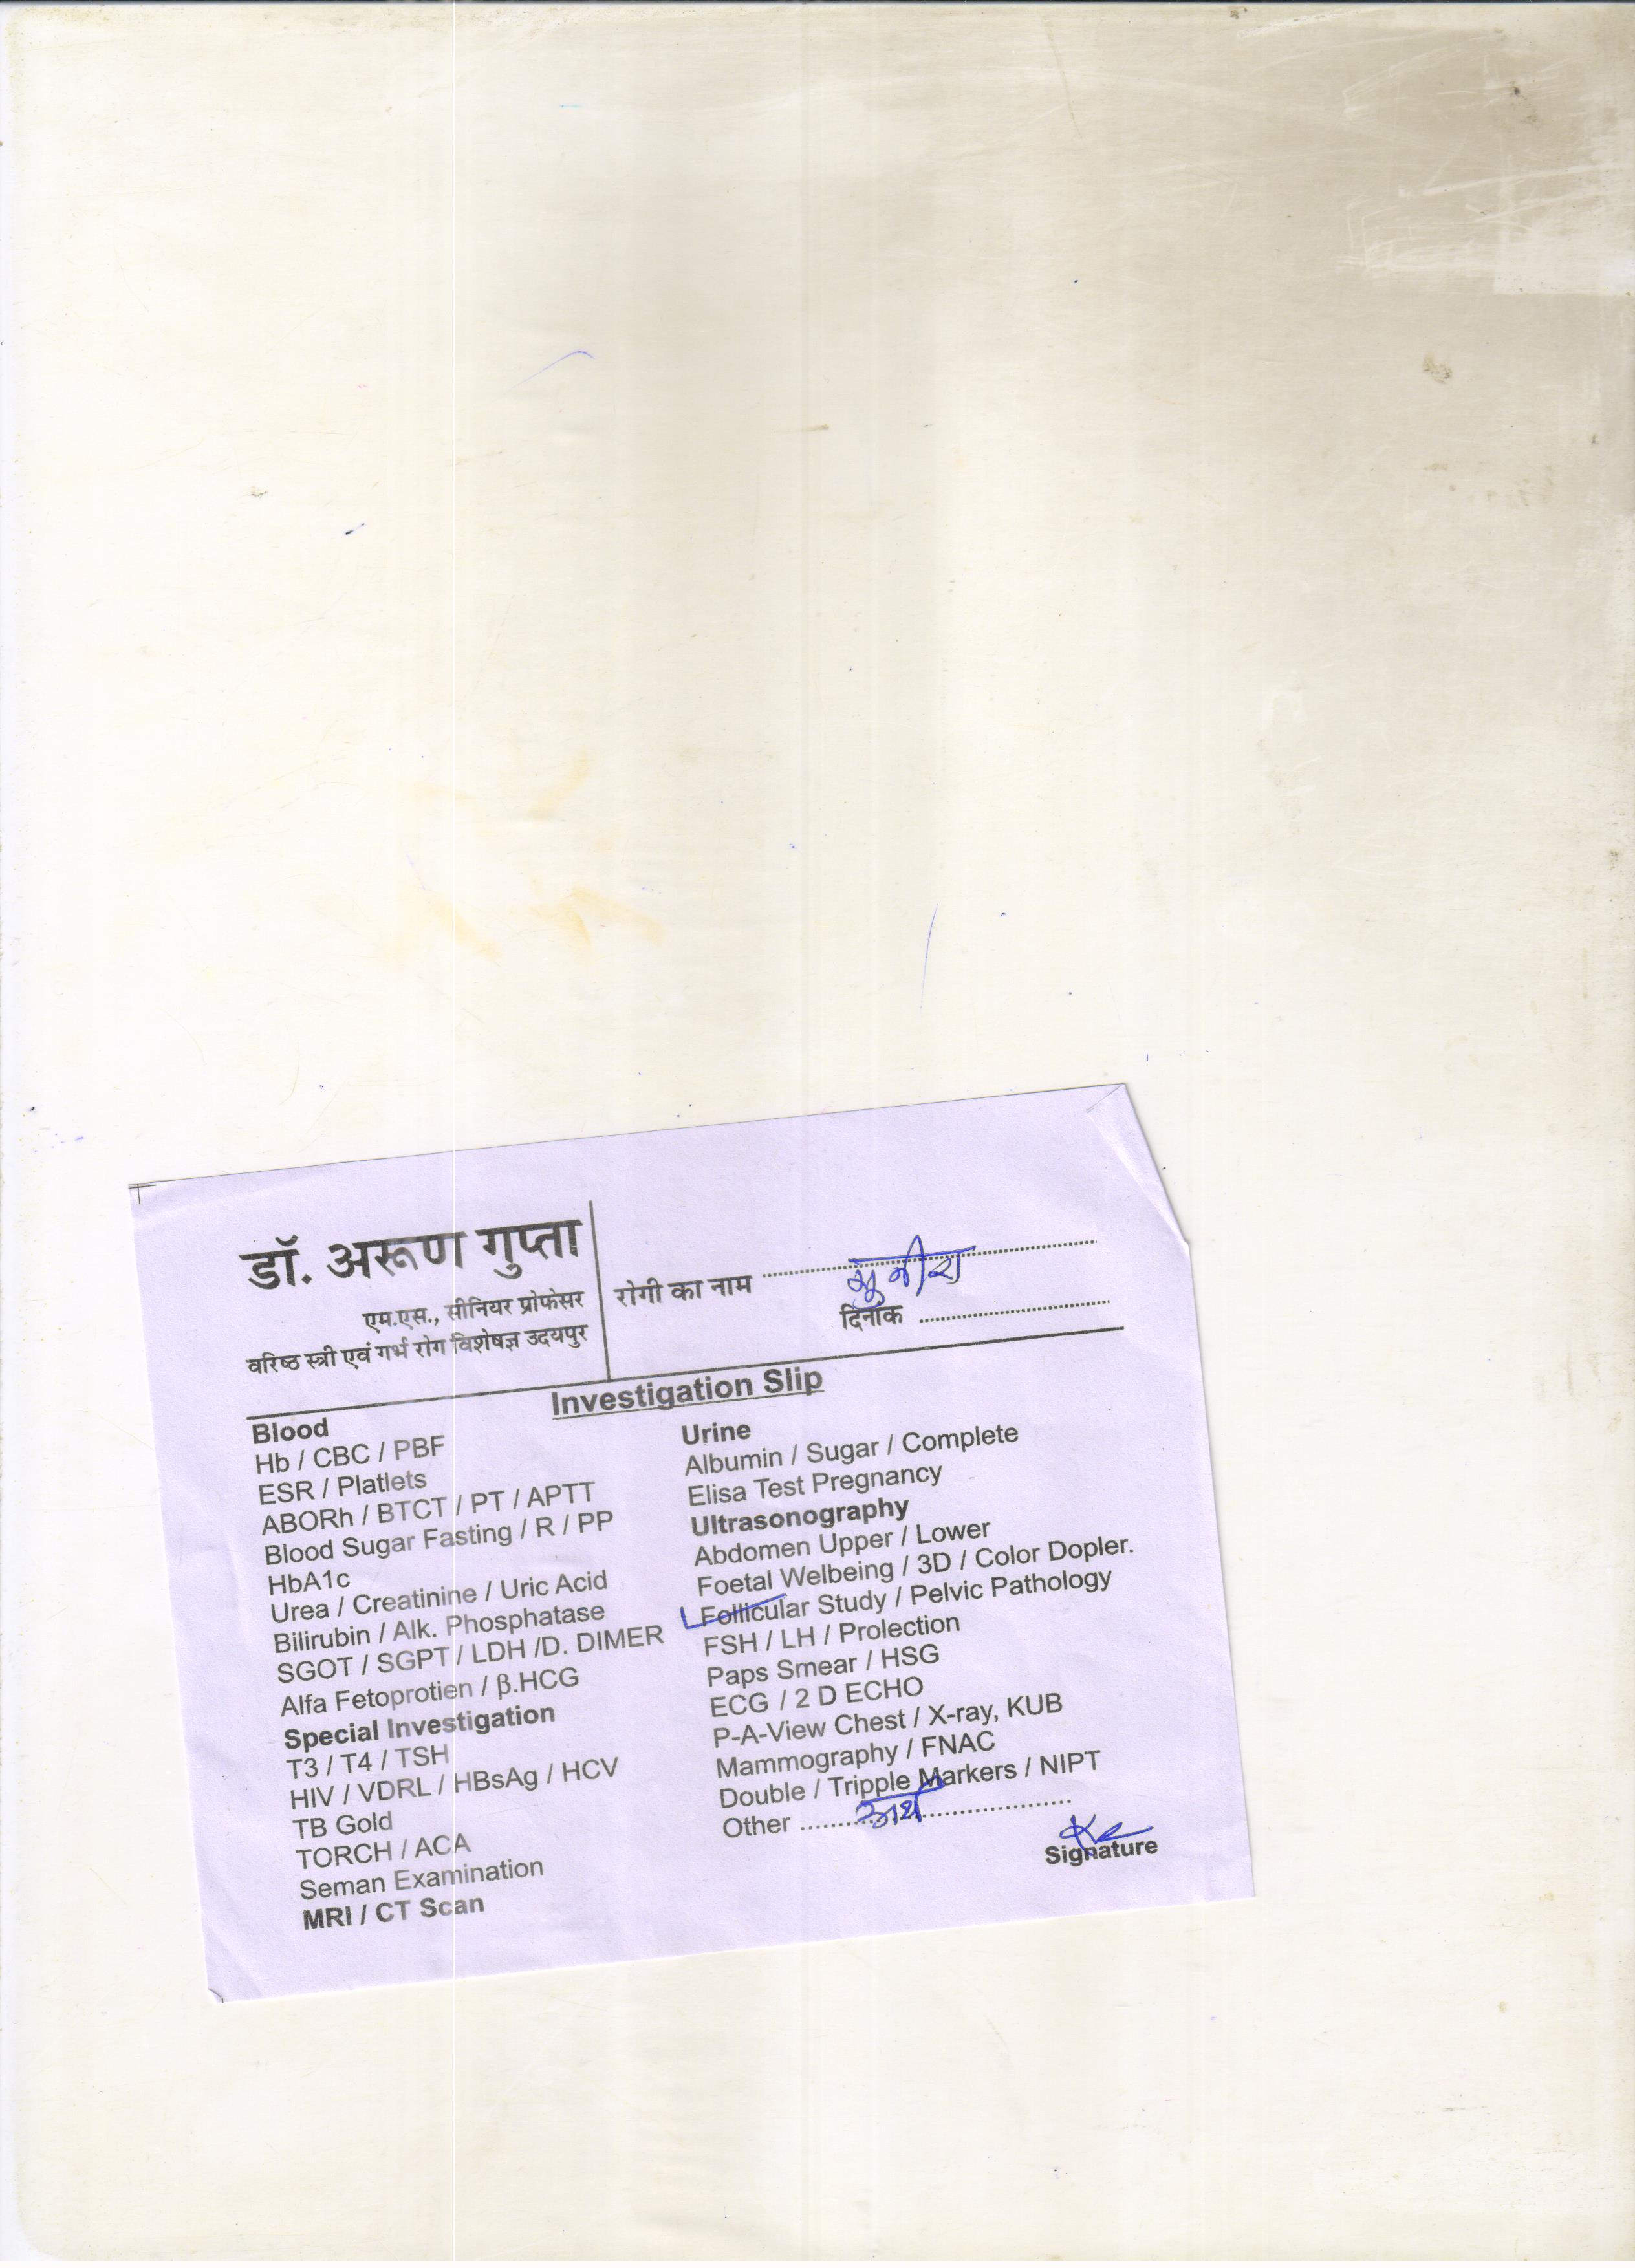 डॉ. अरूण गुप्ता
एम.एस., सीनियर प्रोफेसर
वरिष्ठ स्त्री एवं गर्भ रोग विशेषज्ञ उदयपुर
रोगी का नाम ........................
दिनांक ........................
Investigation Slip
Blood
Hb / CBC / PBF
ESR / Platlets
ABORh / BTCT / PT / APTT
Blood Sugar Fasting / R / PP
HbA1c
Urea / Creatinine / Uric Acid
Bilirubin / Alk. Phosphatase
SGOT / SGPT / LDH /D. DIMER
Alfa Fetoprotien / β.HCG
Special Investigation
T3 / T4 / TSH
HIV / VDRL / HBsAg / HCV
TB Gold
TORCH / ACA
Seman Examination
MRI / CT Scan
Urine
Albumin / Sugar / Complete
Elisa Test Pregnancy
Ultrasonography
Abdomen Upper / Lower
Foetal Welbeing / 3D / Color Dopler.
Follicular Study / Pelvic Pathology
FSH / LH / Prolection
Paps Smear / HSG
ECG / 2 D ECHO
P-A-View Chest / X-ray, KUB
Mammography / FNAC
Double / Tripple Markers / NIPT
Other ........................
Signature